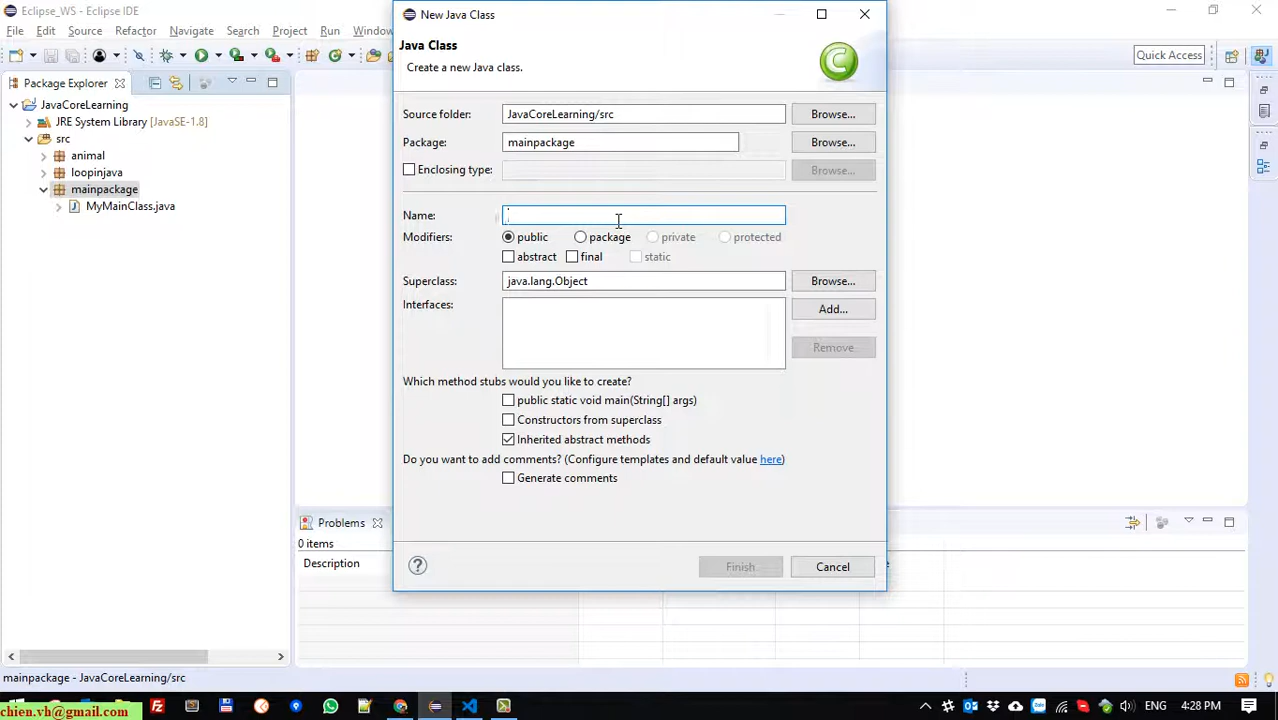 Eclipse_WS - Eclipse IDE
File Edit Source Refactor Navigate Search Project Run Window
Quick Access
Package Explorer
JavaCoreLearning
JRE System Library [JavaSE-1.8]
src
animal
loopinjava
mainpackage
MyMainClass.java
New Java Class
Java Class
Create a new Java class.
Source folder: JavaCoreLearning/src Browse...
Package: mainpackage Browse...
Enclosing type: Browse...
Name:
Modifiers: public package private protected
abstract final static
Superclass: java.lang.Object Browse...
Interfaces: Add...
Remove
Which method stubs would you like to create?
public static void main(String[] args)
Constructors from superclass
Inherited abstract methods
Do you want to add comments? (Configure templates and default value here)
Generate comments
Finish Cancel
Problems
0 items
Description
mainpackage - JavaCoreLearning/src
chien.vh@gmail.com
ENG 4:28 PM